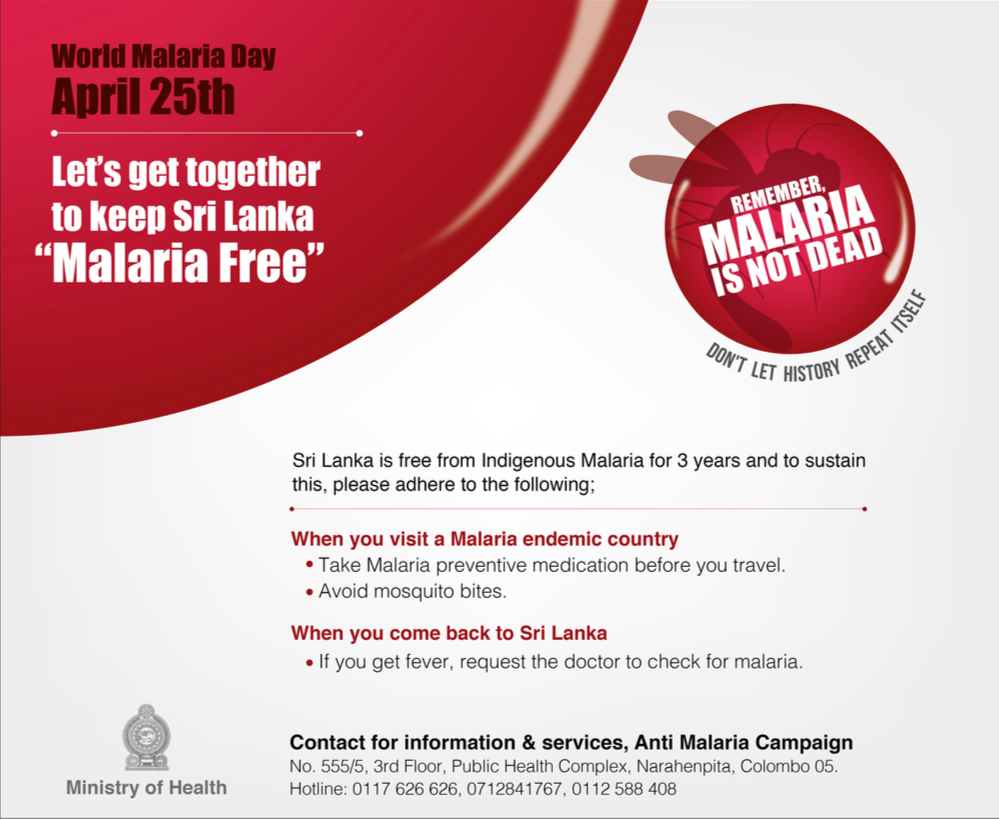 World Malaria Day
April 25th
Let’s get together
to keep Sri Lanka
“Malaria Free”
REMEMBER,
MALARIA
IS NOT DEAD
DON'T LET HISTORY REPEAT ITSELF
Sri Lanka is free from Indigenous Malaria for 3 years and to sustain
this, please adhere to the following;
When you visit a Malaria endemic country
• Take Malaria preventive medication before you travel.
• Avoid mosquito bites.
When you come back to Sri Lanka
• If you get fever, request the doctor to check for malaria.
Ministry of Health
Contact for information & services, Anti Malaria Campaign
No. 555/5, 3rd Floor, Public Health Complex, Narahenpita, Colombo 05.
Hotline: 0117 626 626, 0712841767, 0112 588 408